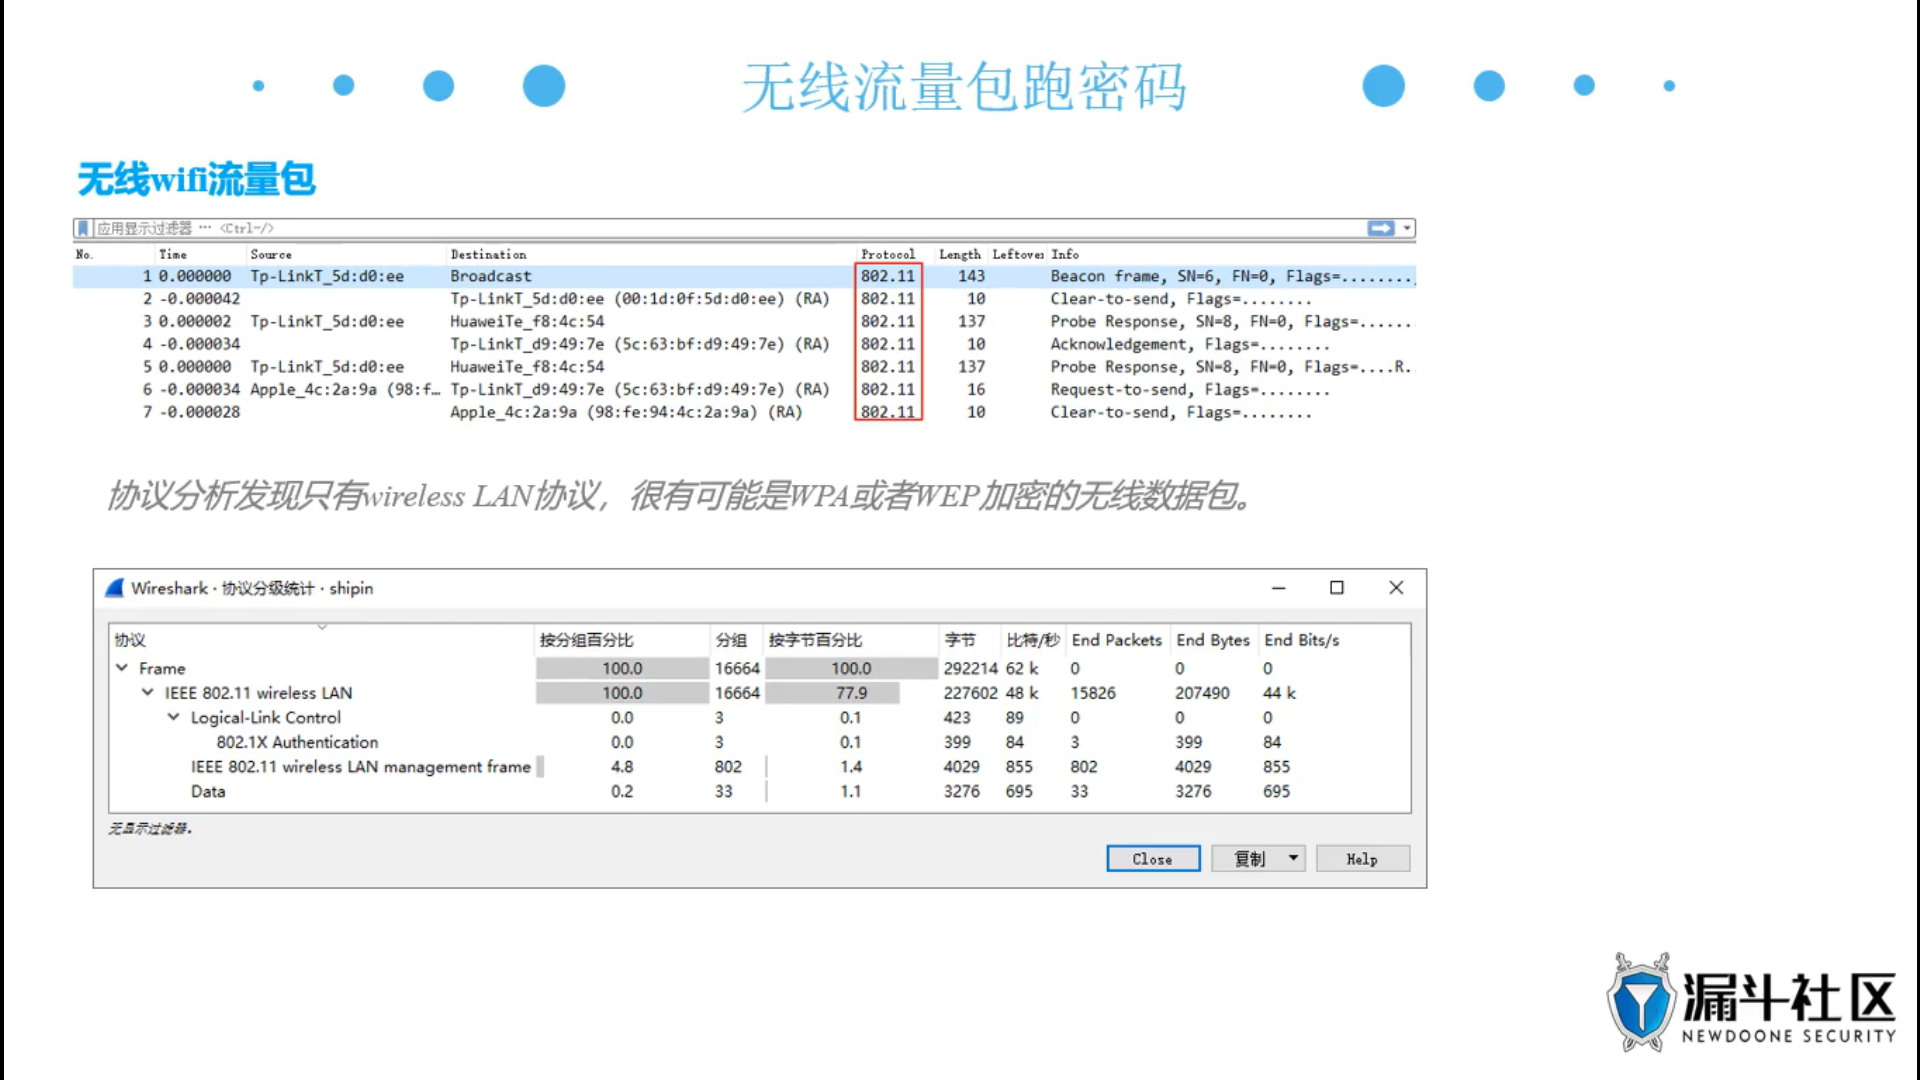 无线流量包跑密码
无线wifi流量包
应用显示过滤器 … <Ctrl-/>
No. Time Source Destination Protocol Length Leftover Info
1 0.000000 Tp-LinkT_5d:d0:ee Broadcast 802.11 143 Beacon frame, SN=6, FN=0, Flags=........,
2 -0.000042 Tp-LinkT_5d:d0:ee (00:1d:0f:5d:d0:ee) (RA) 802.11 10 Clear-to-send, Flags=........
3 0.000002 Tp-LinkT_5d:d0:ee HuaweiTe_f8:4c:54 802.11 137 Probe Response, SN=8, FN=0, Flags=......
4 -0.000034 Tp-LinkT_d9:49:7e (5c:63:bf:d9:49:7e) (RA) 802.11 10 Acknowledgement, Flags=........
5 0.000000 Tp-LinkT_5d:d0:ee HuaweiTe_f8:4c:54 802.11 137 Probe Response, SN=8, FN=0, Flags=....R.
6 -0.000034 Apple_4c:2a:9a (98:f… Tp-LinkT_d9:49:7e (5c:63:bf:d9:49:7e) (RA) 802.11 16 Request-to-send, Flags=........
7 -0.000028 Apple_4c:2a:9a (98:fe:94:4c:2a:9a) (RA) 802.11 10 Clear-to-send, Flags=........
协议分析发现只有wireless LAN协议，很有可能是WPA或者WEP加密的无线数据包。
Wireshark · 协议分级统计 · shipin
协议 按分组百分比 分组 按字节百分比 字节 比特/秒 End Packets End Bytes End Bits/s
Frame 100.0 16664 100.0 292214 62 k 0 0 0
IEEE 802.11 wireless LAN 100.0 16664 77.9 227602 48 k 15826 207490 44 k
Logical-Link Control 0.0 3 0.1 423 89 0 0 0
802.1X Authentication 0.0 3 0.1 399 84 3 399 84
IEEE 802.11 wireless LAN management frame 4.8 802 1.4 4029 855 802 4029 855
Data 0.2 33 1.1 3276 695 33 3276 695
无显示过滤器.
Close 复制 Help
漏斗社区
NEWDOONE SECURITY